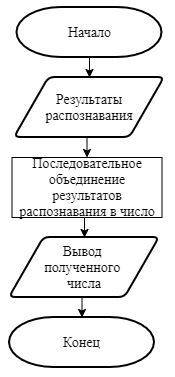 Начало
Результаты
распознавания
Последовательное
объединение
результатов
распознавания в число
Вывод
полученного
числа
Конец